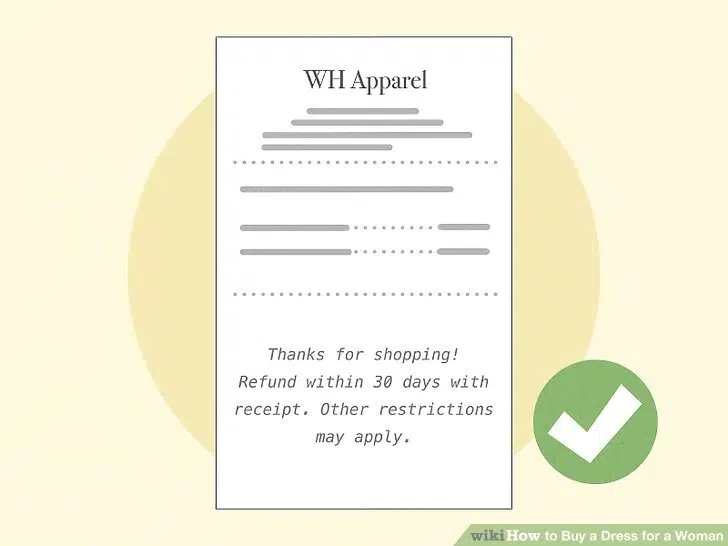 WH Apparel
Thanks for shopping!
Refund within 30 days with
receipt. Other restrictions
may apply.
wikiHow to Buy a Dress for a Woman